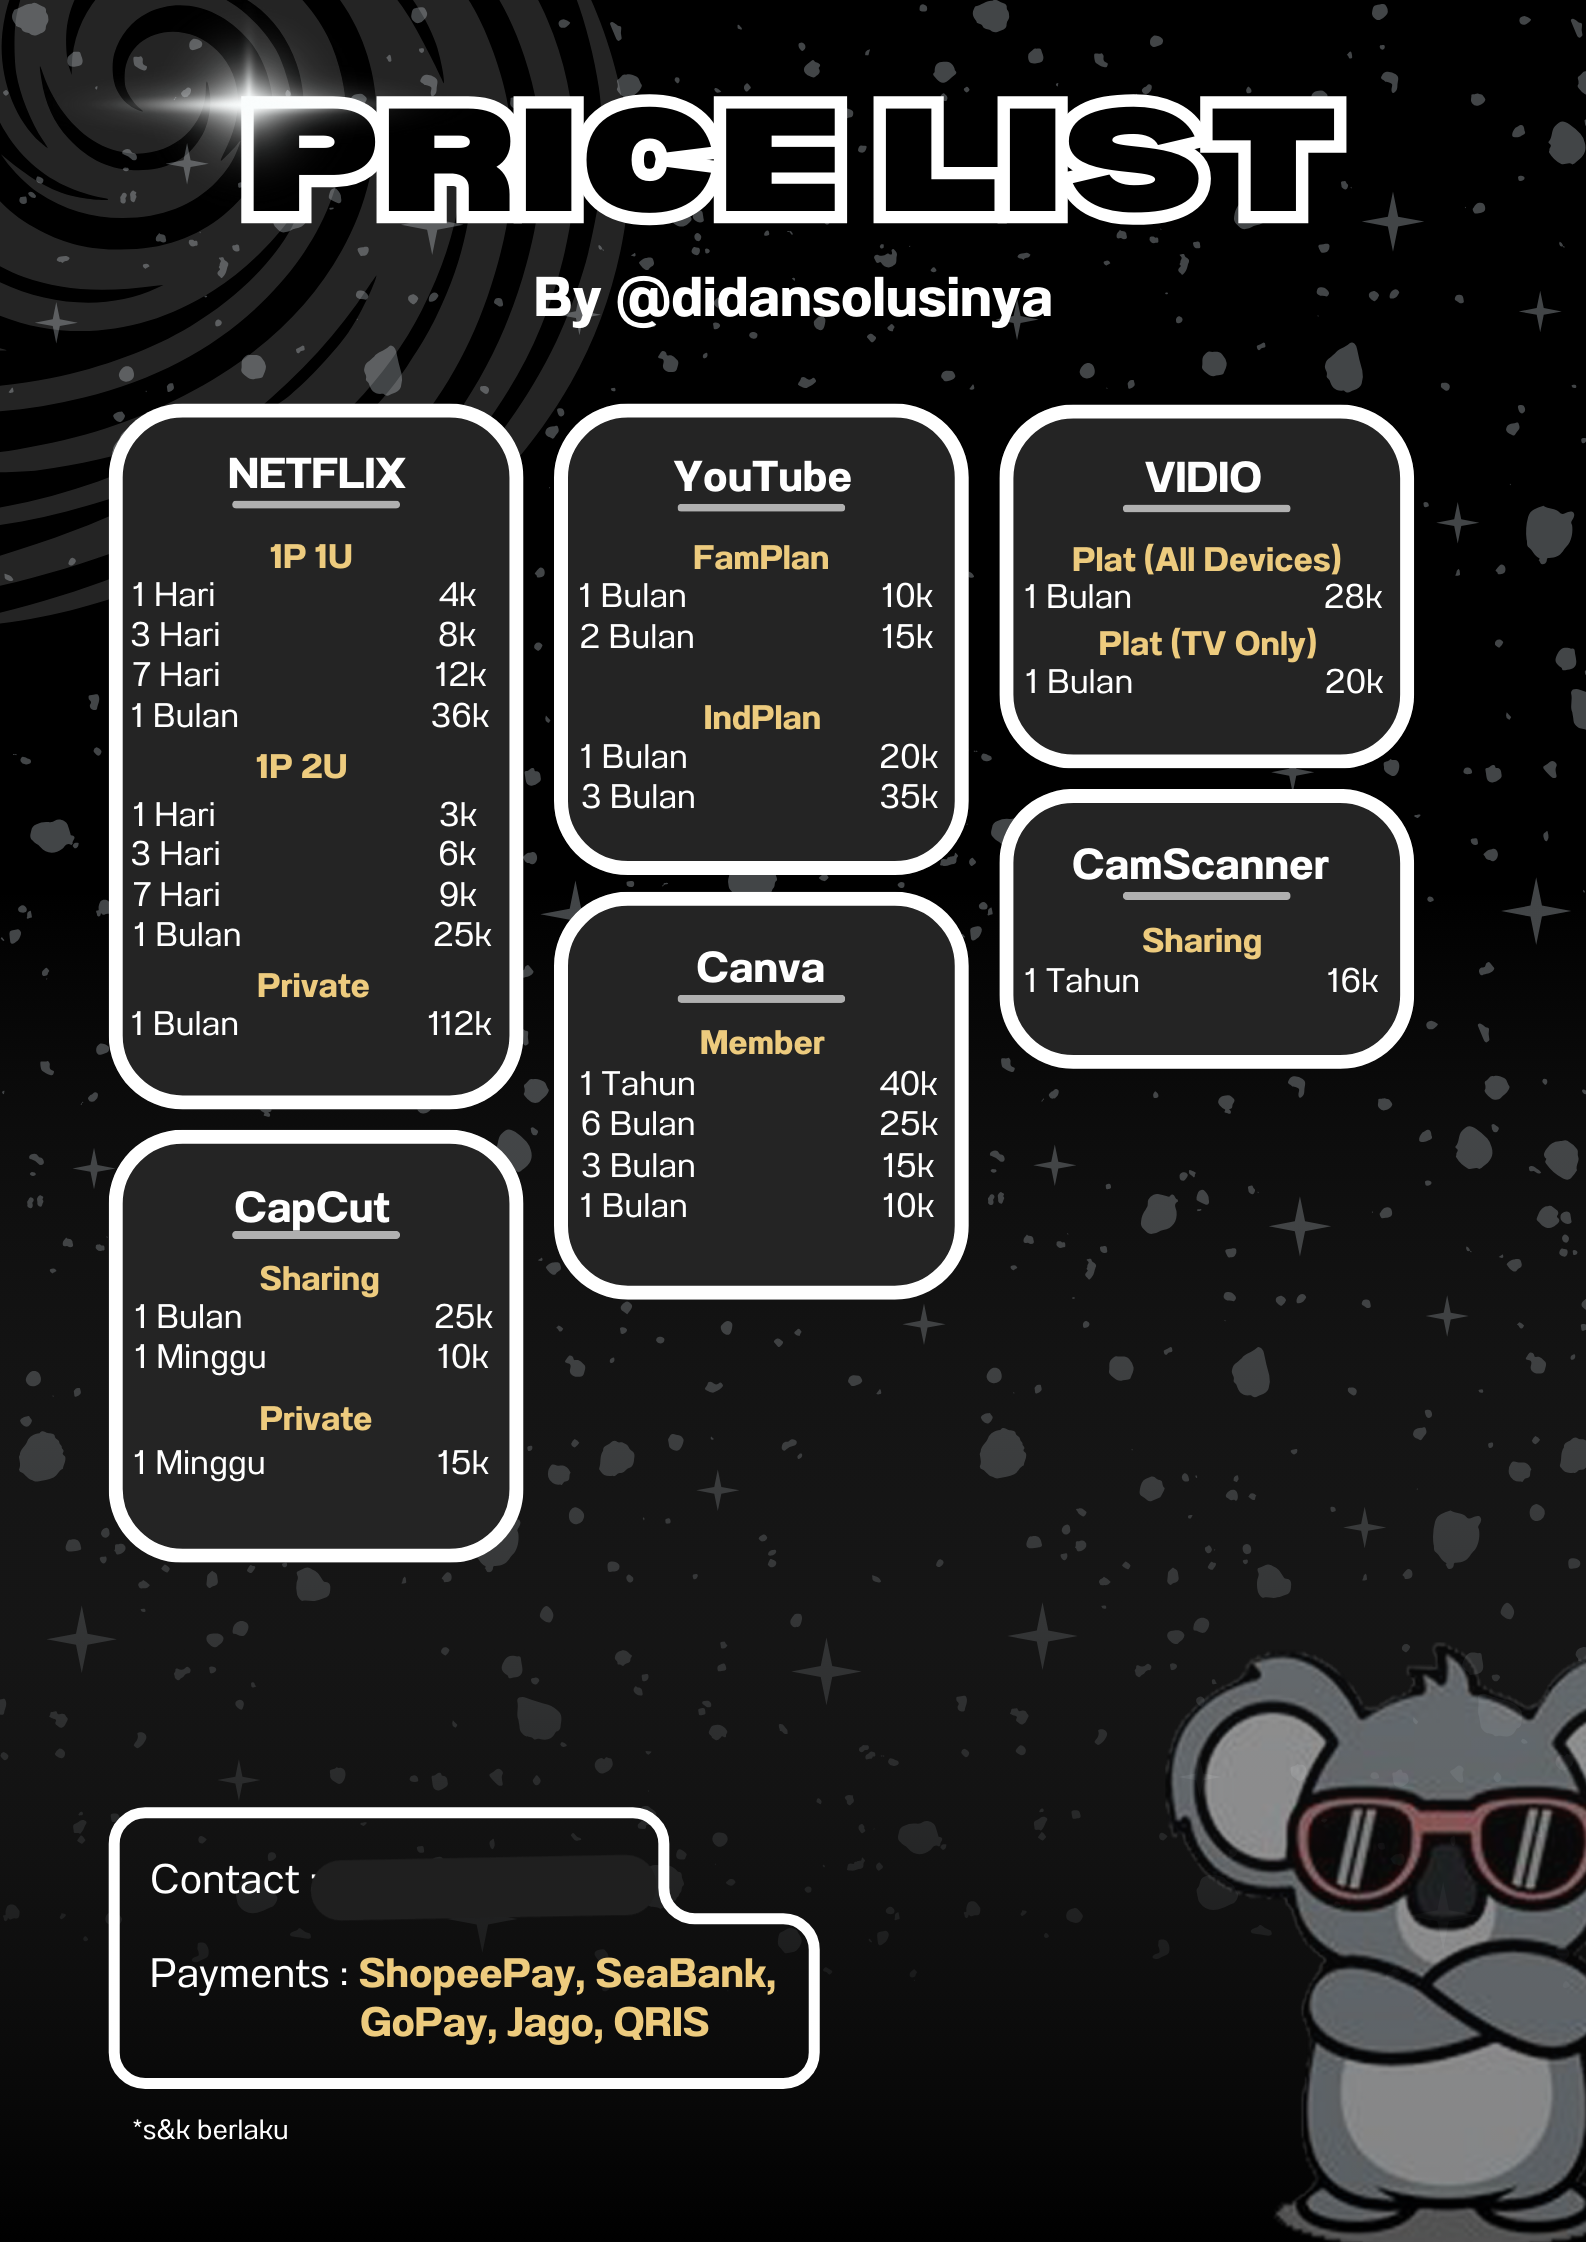 PRICE LIST
By @didansolusinya
NETFLIX
1P 1U
1 Hari 4k
3 Hari 8k
7 Hari 12k
1 Bulan 36k
1P 2U
1 Hari 3k
3 Hari 6k
7 Hari 9k
1 Bulan 25k
Private
1 Bulan 112k
CapCut
Sharing
1 Bulan 25k
1 Minggu 10k
Private
1 Minggu 15k
YouTube
FamPlan
1 Bulan 10k
2 Bulan 15k
IndPlan
1 Bulan 20k
3 Bulan 35k
Canva
Member
1 Tahun 40k
6 Bulan 25k
3 Bulan 15k
1 Bulan 10k
VIDIO
Plat (All Devices)
1 Bulan 28k
Plat (TV Only)
1 Bulan 20k
CamScanner
Sharing
1 Tahun 16k
Contact :
Payments : ShopeePay, SeaBank,
GoPay, Jago, QRIS
*s&k berlaku